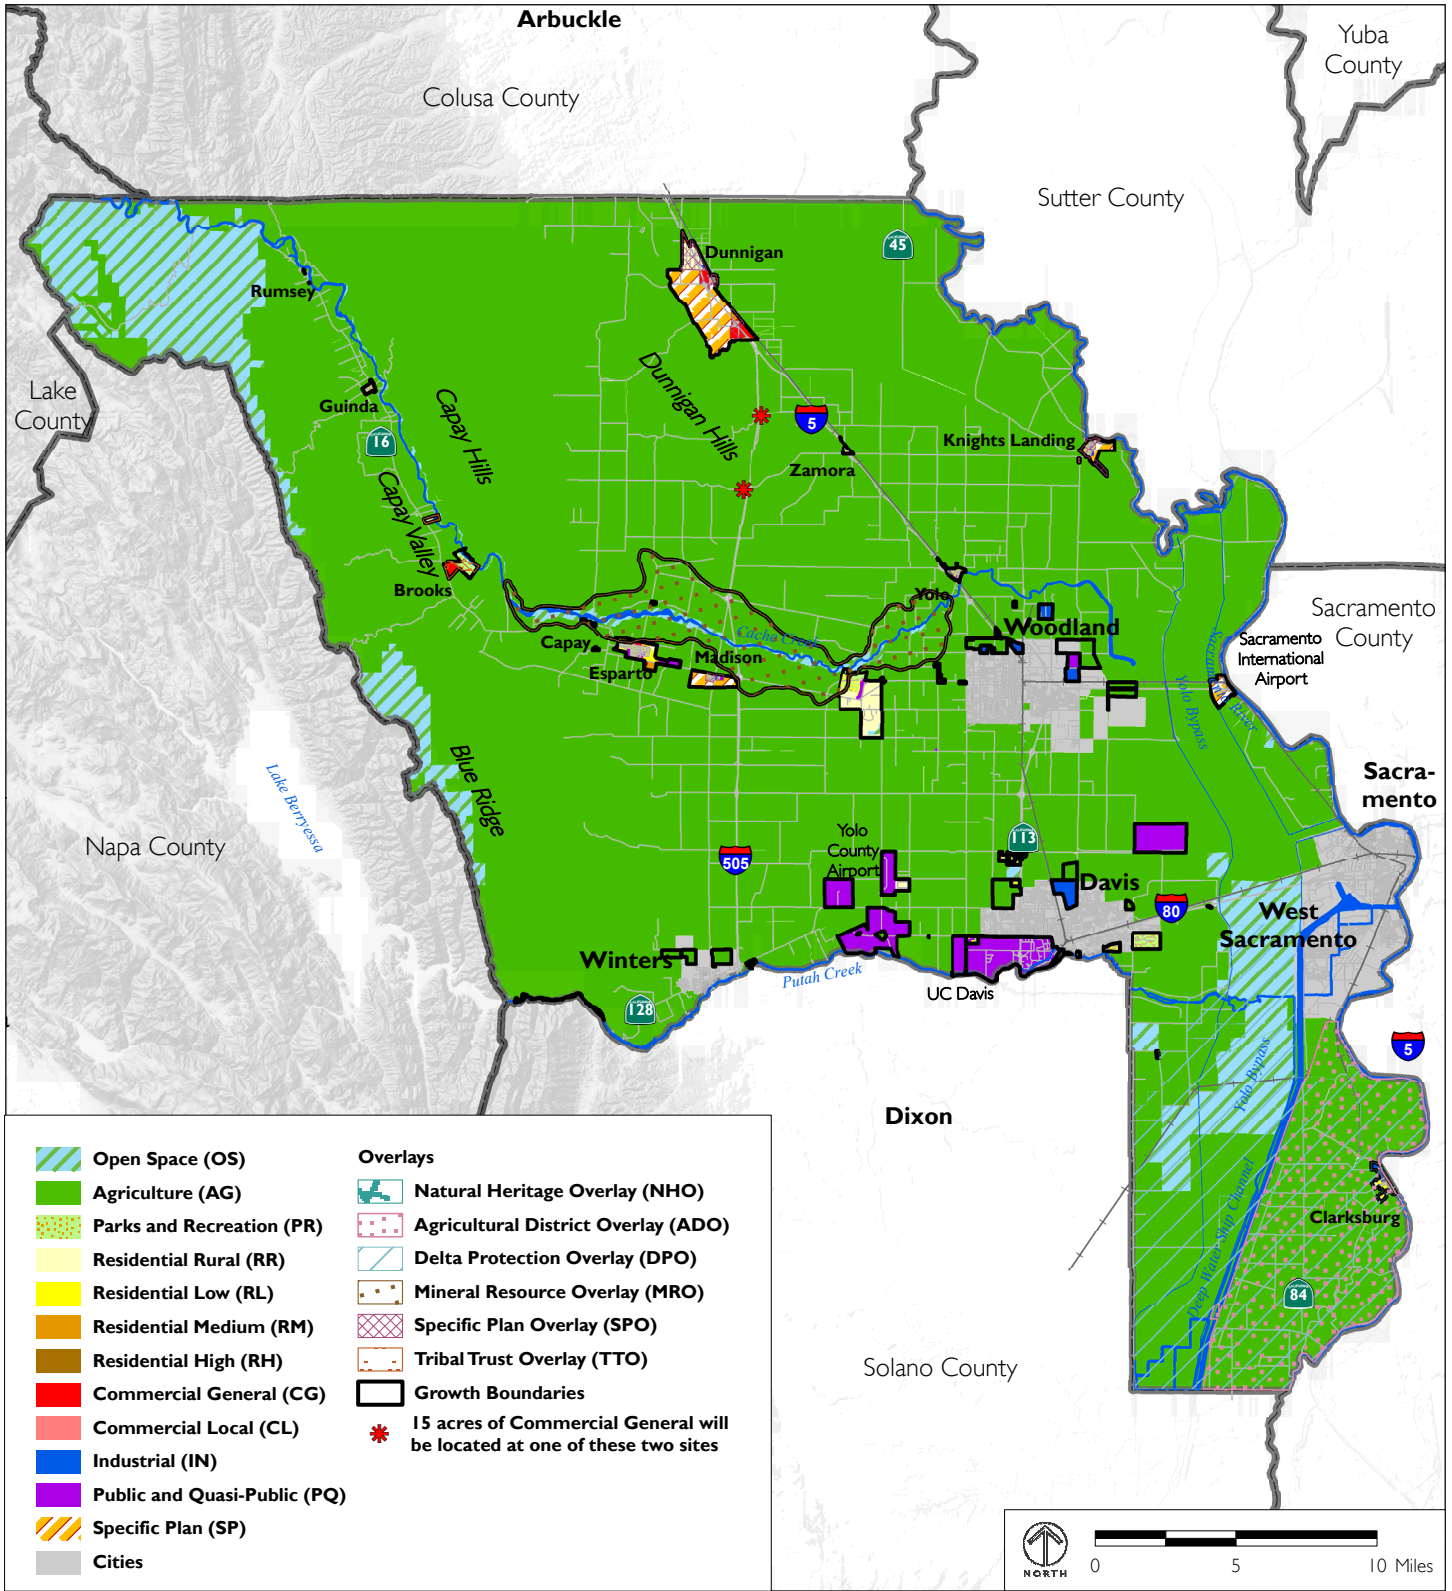 Arbuckle
Yuba
County
Colusa County
Sutter County
CALIFORNIA
45
Dunnigan
Rumsey
Lake
County
Guinda
CALIFORNIA
16
Capay Hills
Dunnigan Hills
5
Knights Landing
Zamora
Capay Valley
Brooks
Yolo
Woodland
Sacramento
County
Cache Creek
Capay
Madison
Esparto
Sacramento
International
Airport
Sacramento River
Yolo Bypass
Blue Ridge
Lake Berryessa
Sacra-
mento
Napa County
Yolo
County
Airport
CALIFORNIA
113
505
Davis
80
West
Sacramento
Winters
Putah Creek
UC Davis
CALIFORNIA
128
5
Yolo Bypass
Dixon
Deep Water Ship Channel
Clarksburg
CALIFORNIA
84
Solano County
Open Space (OS)
Agriculture (AG)
Parks and Recreation (PR)
Residential Rural (RR)
Residential Low (RL)
Residential Medium (RM)
Residential High (RH)
Commercial General (CG)
Commercial Local (CL)
Industrial (IN)
Public and Quasi-Public (PQ)
Specific Plan (SP)
Cities
Overlays
Natural Heritage Overlay (NHO)
Agricultural District Overlay (ADO)
Delta Protection Overlay (DPO)
Mineral Resource Overlay (MRO)
Specific Plan Overlay (SPO)
Tribal Trust Overlay (TTO)
Growth Boundaries
15 acres of Commercial General will
be located at one of these two sites
NORTH
0 5 10 Miles